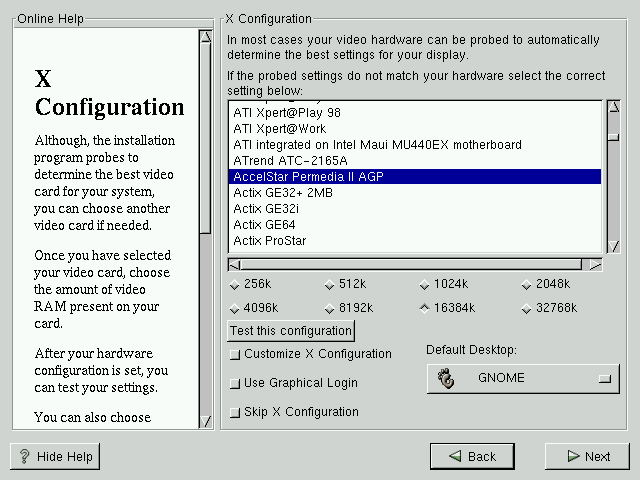 Online Help
X
Configuration
Although, the installation
program probes to
determine the best video
card for your system,
you can choose another
video card if needed.
Once you have selected
your video card, choose
the amount of video
RAM present on your
card.
After your hardware
configuration is set, you
can test your settings.
You can also choose
X Configuration
In most cases your video hardware can be probed to automatically
determine the best settings for your display.
If the probed settings do not match your hardware select the correct
setting below:
ATI Xpert@Play 98
ATI Xpert@Work
ATI integrated on Intel Maui MU440EX motherboard
ATrend ATC-2165A
AccelStar Permedia II AGP
Actix GE32+ 2MB
Actix GE32i
Actix GE64
Actix ProStar
256k 512k 1024k 2048k
4096k 8192k 16384k 32768k
Test this configuration
Customize X Configuration
Use Graphical Login
Skip X Configuration
Default Desktop:
GNOME
Hide Help
Back
Next